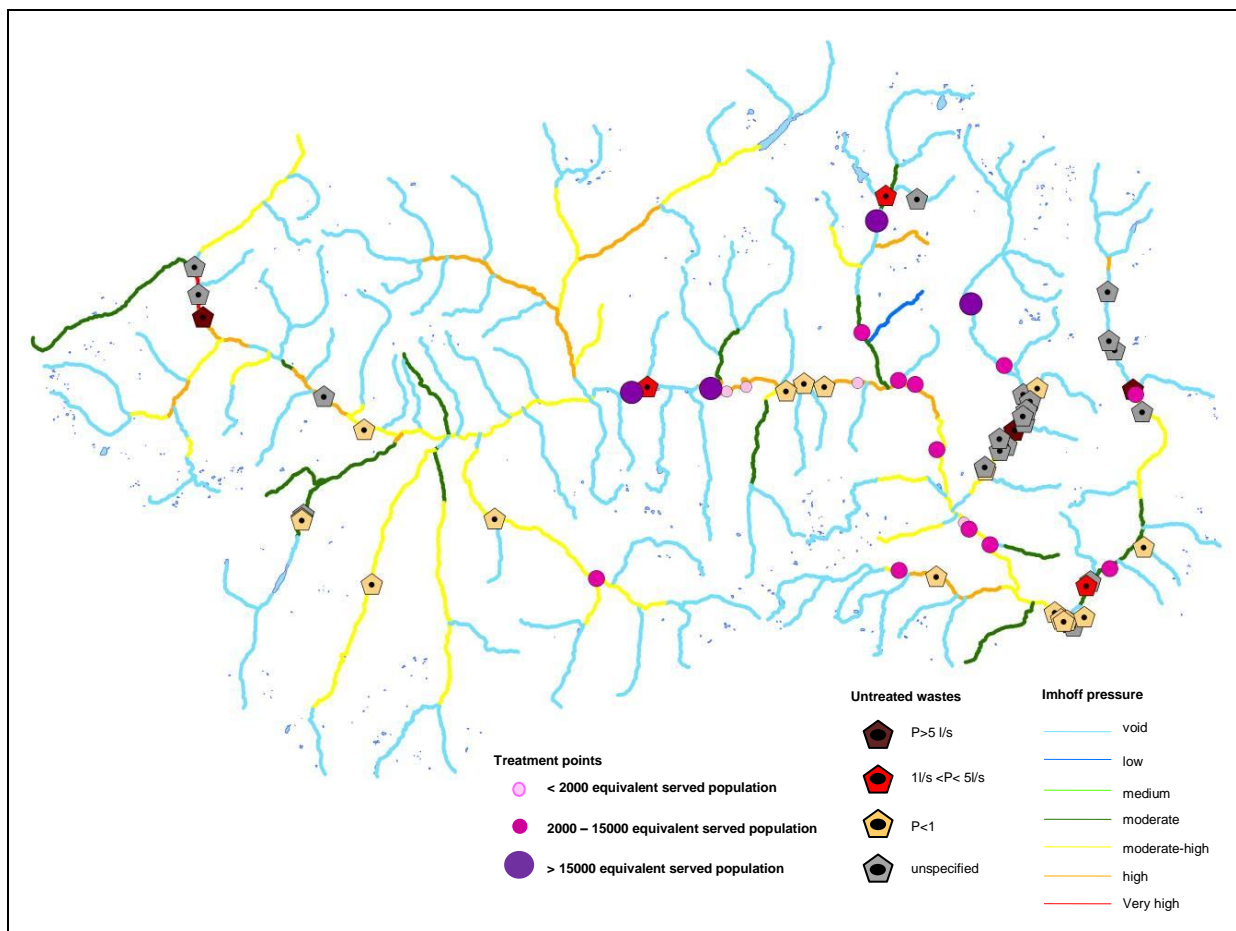 Treatment points
< 2000 equivalent served population
2000 – 15000 equivalent served population
> 15000 equivalent served population
Untreated wastes
P>5 l/s
1l/s <P< 5l/s
P<1
unspecified
Imhoff pressure
void
low
medium
moderate
moderate-high
high
Very high